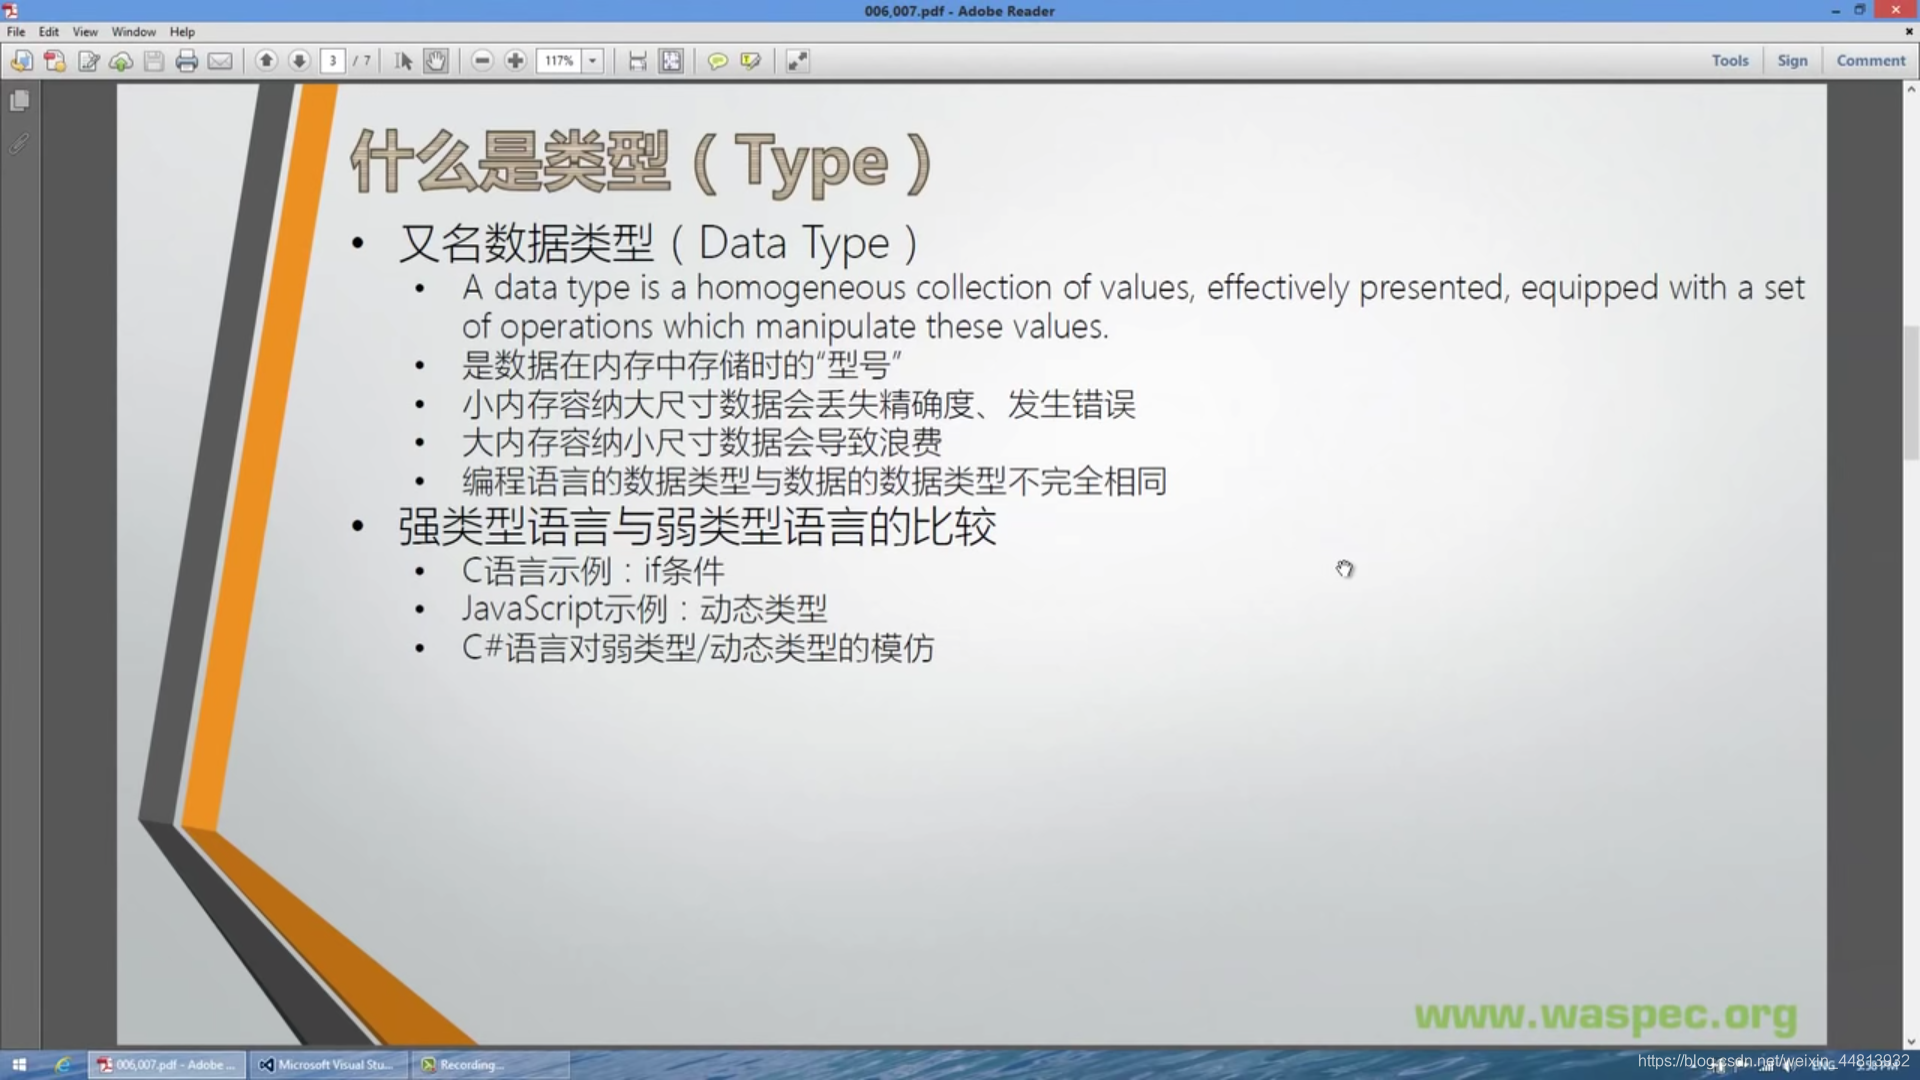 006,007.pdf - Adobe Reader
File Edit View Window Help
3 / 7 117% Tools Sign Comment
什么是类型（Type）
• 又名数据类型（Data Type）
• A data type is a homogeneous collection of values, effectively presented, equipped with a set
of operations which manipulate these values.
• 是数据在内存中存储时的“型号”
• 小内存容纳大尺寸数据会丢失精确度、发生错误
• 大内存容纳小尺寸数据会导致浪费
• 编程语言的数据类型与数据的数据类型不完全相同
• 强类型语言与弱类型语言的比较
• C语言示例：if条件
• JavaScript示例：动态类型
• C#语言对弱类型/动态类型的模仿
www.waspec.org
006,007.pdf - Adobe ... Microsoft Visual Stu... Recording...
https://blog.csdn.net/weixin_44813932